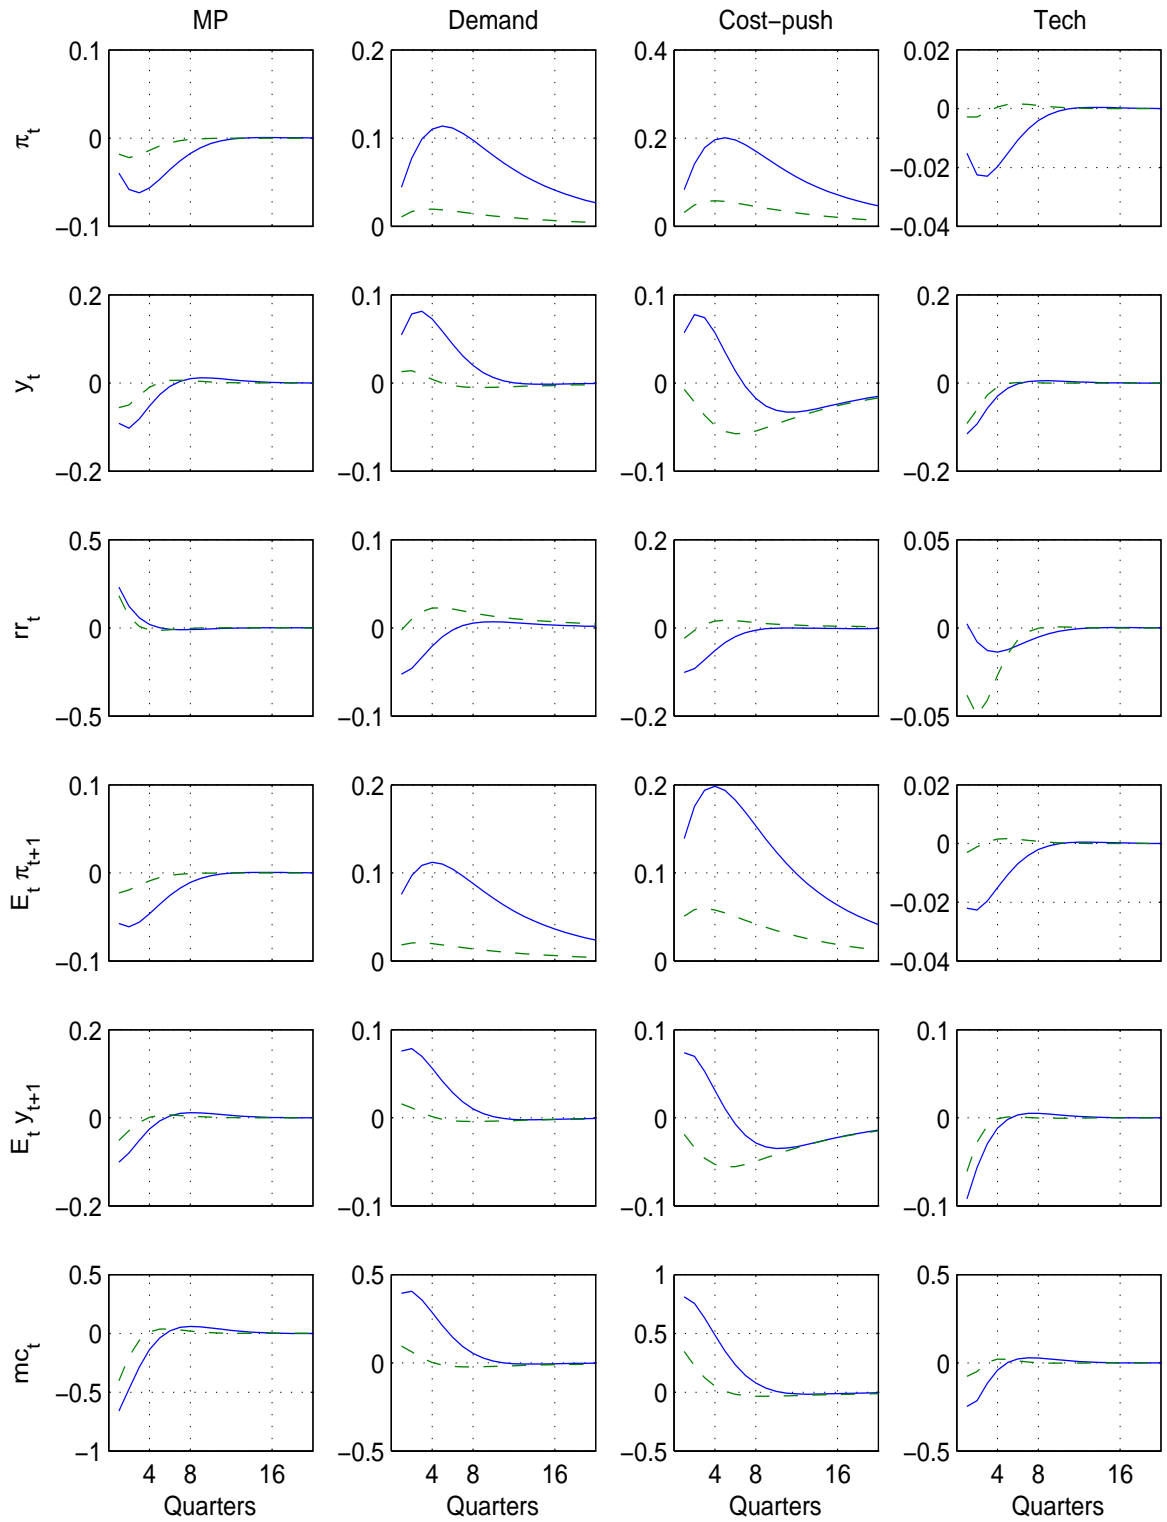 MP Demand Cost-push Tech
π_t
0.1 0 −0.1
0.2 0.1 0
0.4 0.2 0
0.02 0 −0.02 −0.04
y_t
0.2 0 −0.2
0.1 0 −0.1
0.1 0 −0.1
0.2 0 −0.2
rr_t
0.5 0 −0.5
0.1 0 −0.1
0.2 0 −0.2
0.05 0 −0.05
E_t π_{t+1}
0.1 0 −0.1
0.2 0.1 0
0.2 0.1 0
0.02 0 −0.02 −0.04
E_t y_{t+1}
0.2 0 −0.2
0.1 0 −0.1
0.1 0 −0.1
0.1 0 −0.1
mc_t
0.5 0 −0.5 −1
0.5 0 −0.5
1 0.5 0 −0.5
0.5 0 −0.5
4 8 16 4 8 16 4 8 16 4 8 16
Quarters Quarters Quarters Quarters